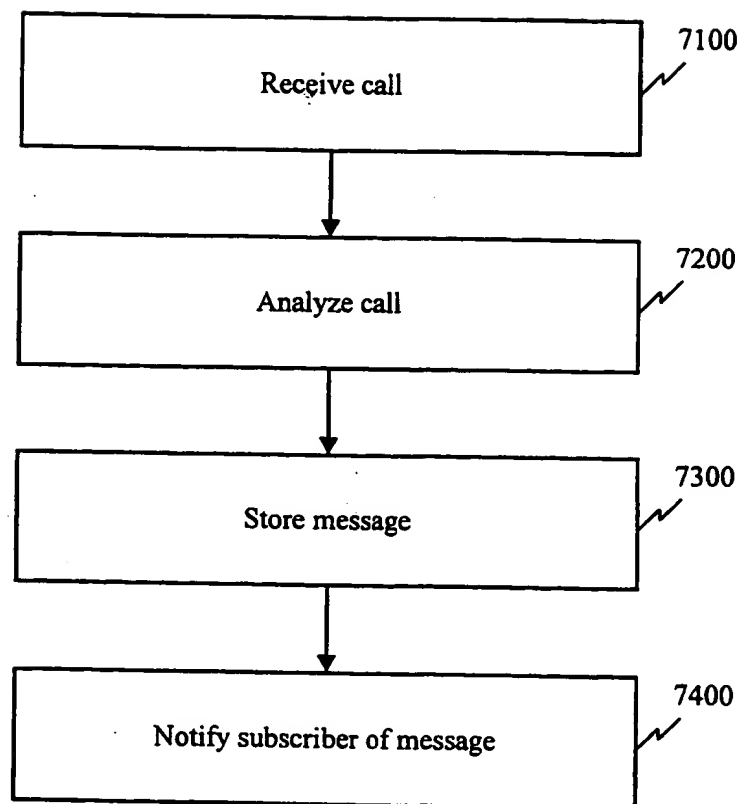 7100
Receive call
7200
Analyze call
7300
Store message
7400
Notify subscriber of message